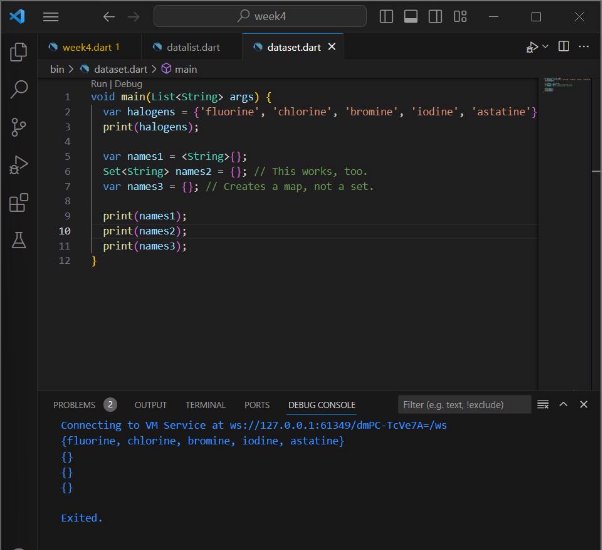 week4
week4.dart 1
datalist.dart
dataset.dart
bin > dataset.dart > main
Run | Debug
1 void main(List<String> args) {
2 var halogens = {'fluorine', 'chlorine', 'bromine', 'iodine', 'astatine'}
3 print(halogens);
4
5 var names1 = <String>{};
6 Set<String> names2 = {}; // This works, too.
7 var names3 = {}; // Creates a map, not a set.
8
9 print(names1);
10 print(names2);
11 print(names3);
12 }
PROBLEMS 2 OUTPUT TERMINAL PORTS DEBUG CONSOLE Filter (e.g. text, !exclude)
Connecting to VM Service at ws://127.0.0.1:61349/dmPC-TcVe7A=/ws
{fluorine, chlorine, bromine, iodine, astatine}
{}
{}
{}
Exited.